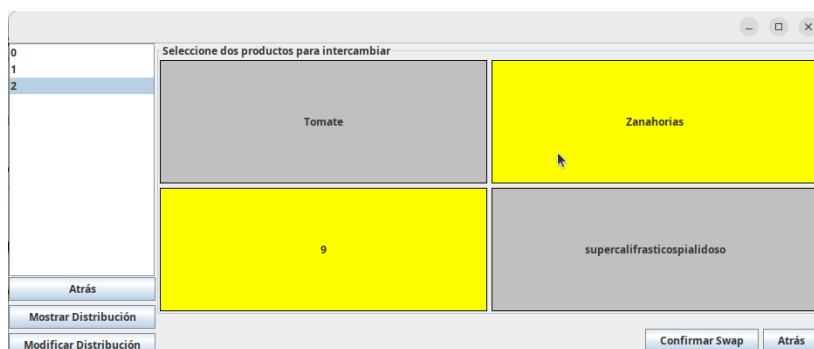 0
1
2
Atrás
Mostrar Distribución
Modificar Distribución
Seleccione dos productos para intercambiar
Tomate
Zanahorias
9
supercalifrasticospialidoso
Confirmar Swap
Atrás